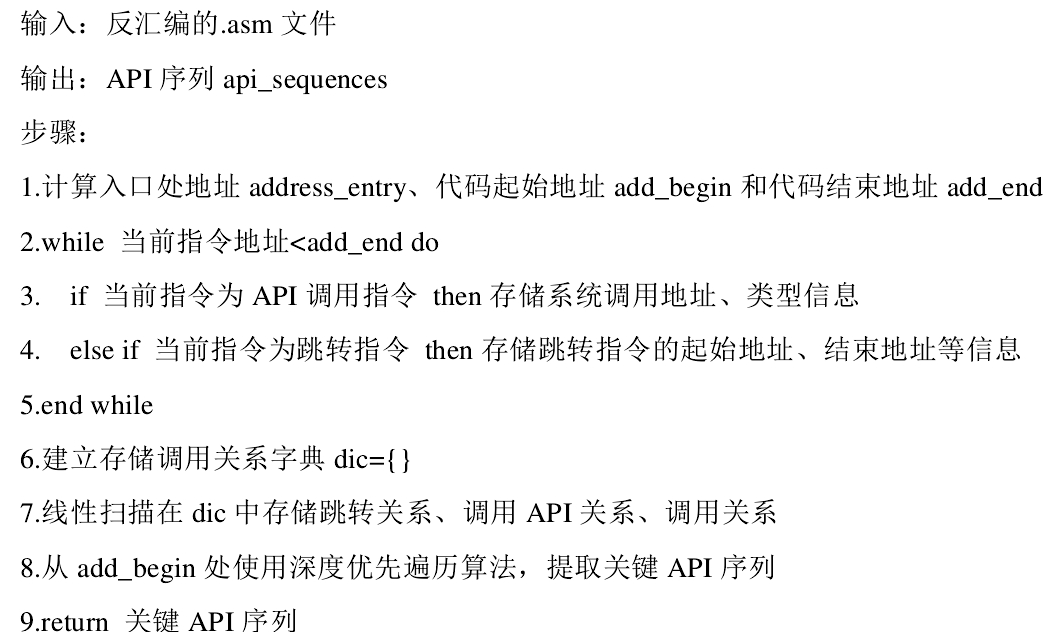 输入：反汇编的.asm 文件
输出：API 序列 api_sequences
步骤：
1.计算入口处地址 address_entry、代码起始地址 add_begin 和代码结束地址 add_end
2.while 当前指令地址<add_end do
3. if 当前指令为 API 调用指令 then 存储系统调用地址、类型信息
4. else if 当前指令为跳转指令 then 存储跳转指令的起始地址、结束地址等信息
5.end while
6.建立存储调用关系字典 dic={}
7.线性扫描在 dic 中存储跳转关系、调用 API 关系、调用关系
8.从 add_begin 处使用深度优先遍历算法，提取关键 API 序列
9.return 关键 API 序列